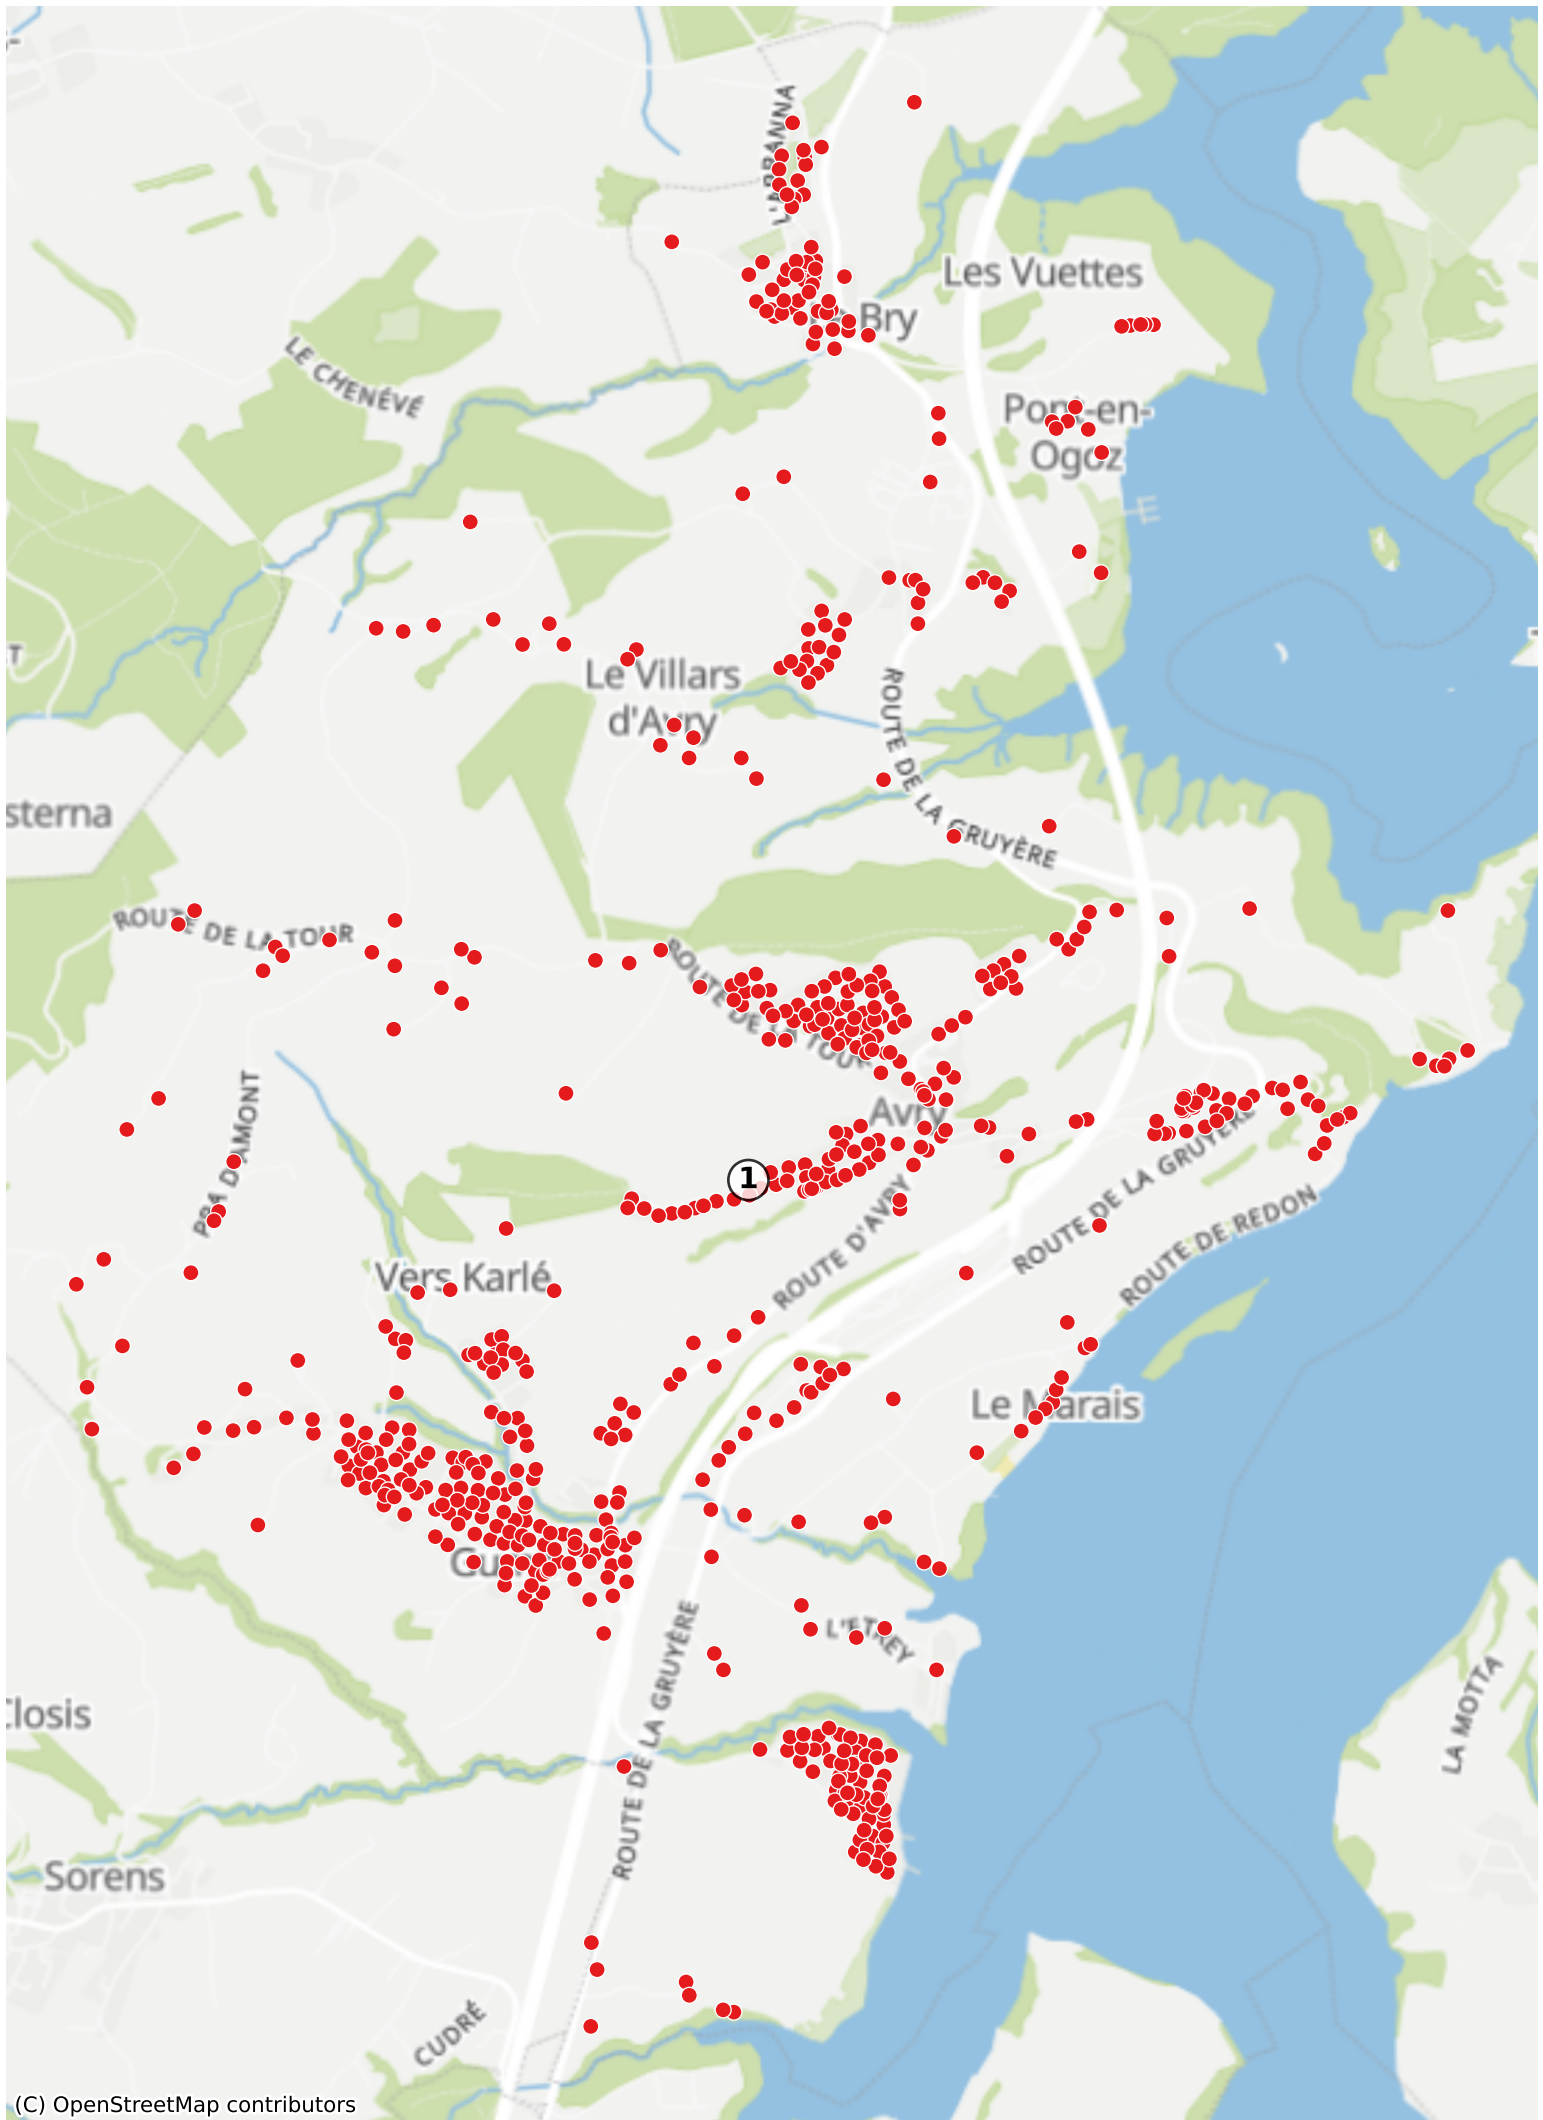 L'ABBANNA
Les Vuettes
Bry
LE CHENÉVÉ
Pont-en-
Ogoz
Le Villars
d'Avry
ROUTE DE LA GRUYÈRE
sterna
ROUTE DE LA TOUR
ROUTE DE LA TOUR
PRA D'AMONT
Avry
1
ROUTE DE LA GRUYÈRE
ROUTE D'AVRY
ROUTE DE REDON
Vers Karlé
Le Marais
L'ETREY
ROUTE DE LA GRUYÈRE
Closis
LA MOTTA
Sorens
CUDRÉ
(C) OpenStreetMap contributors